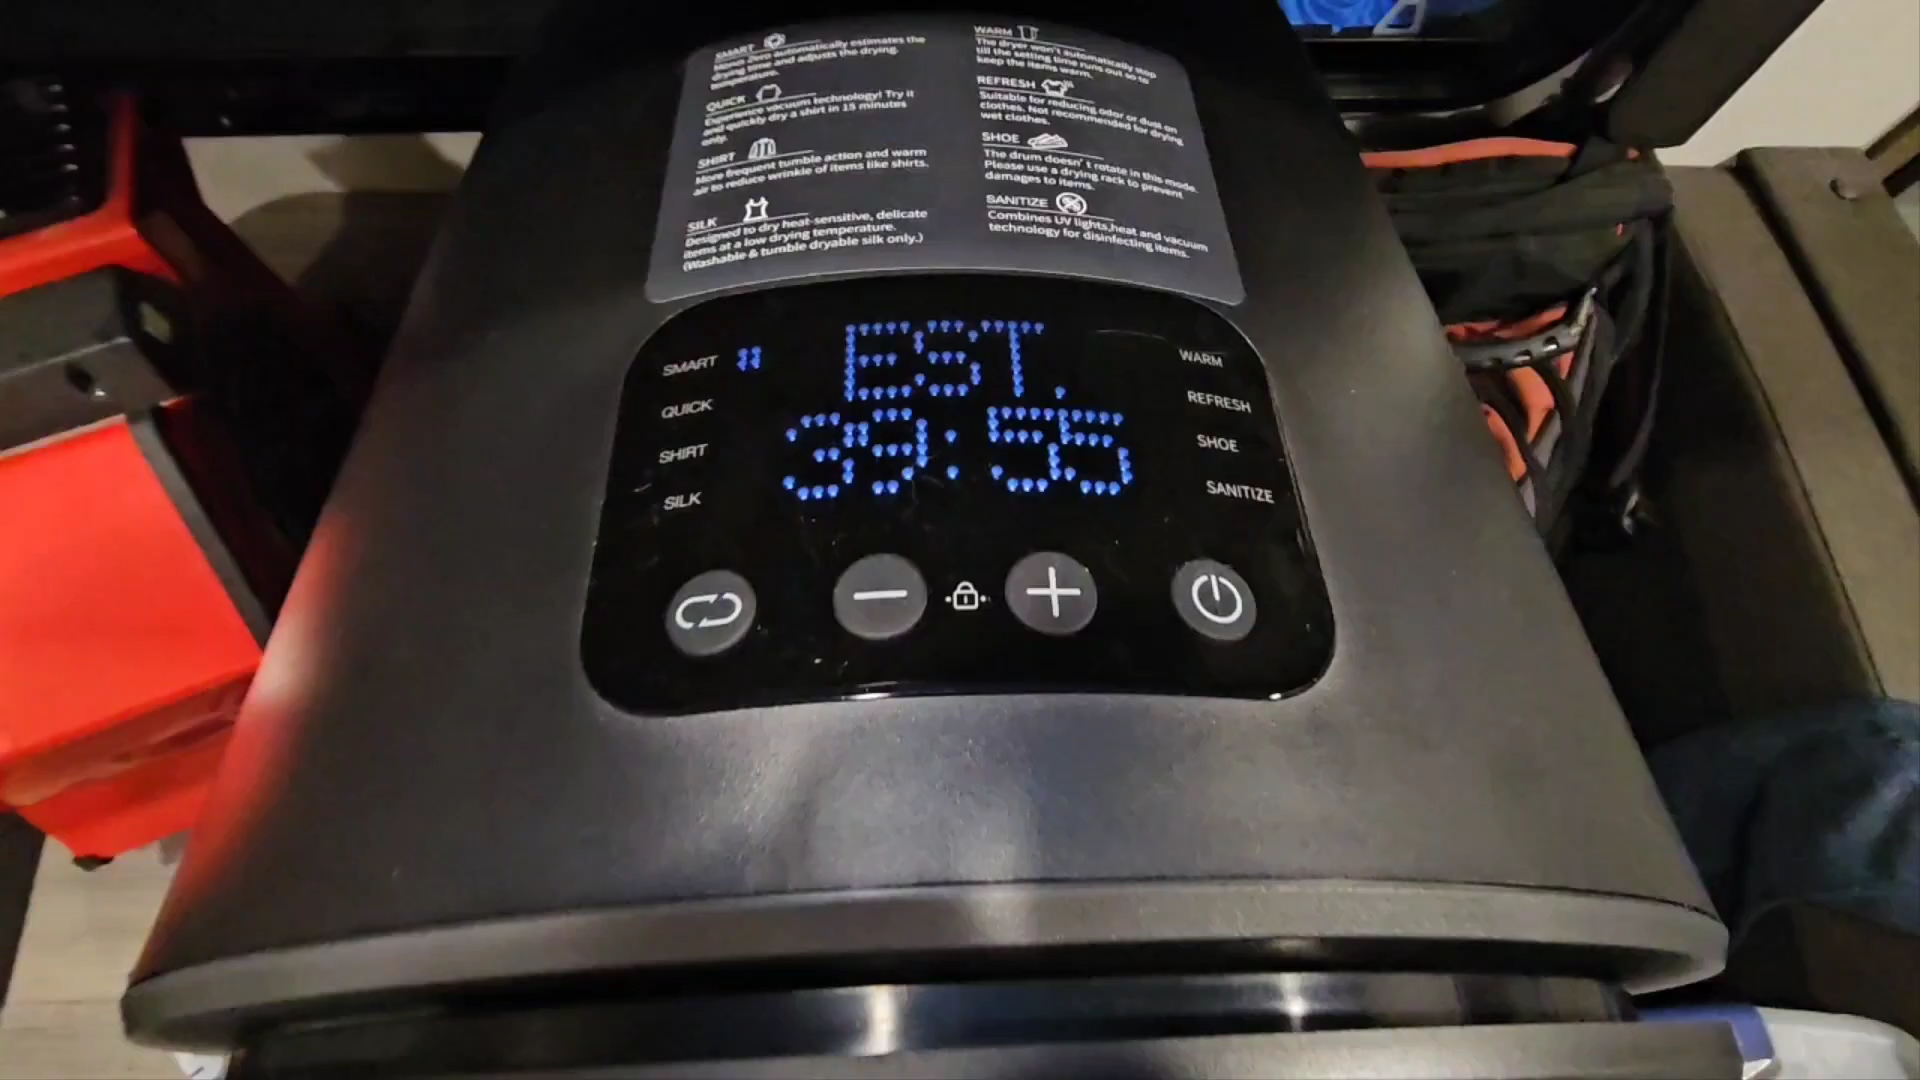 SMART
Mono Zero automatically estimates the
drying time and adjusts the drying
temperature.
QUICK
Experience vacuum technology! Try it
and quickly dry a shirt in 15 minutes
only.
SHIRT
More frequent tumble action and warm
air to reduce wrinkle of items like shirts.
SILK
Designed to dry heat-sensitive, delicate
items at a low drying temperature.
(Washable & tumble dryable silk only.)
WARM
The dryer won't automatically stop
till the setting time runs out so to
keep the items warm.
REFRESH
Suitable for reducing odor or dust on
clothes. Not recommended for drying
wet clothes.
SHOE
The drum doesn't rotate in this mode.
Please use a drying rack to prevent
damages to items.
SANITIZE
Combines UV lights,heat and vacuum
technology for disinfecting items.
SMART
QUICK
SHIRT
SILK
EST.
39:55
WARM
REFRESH
SHOE
SANITIZE